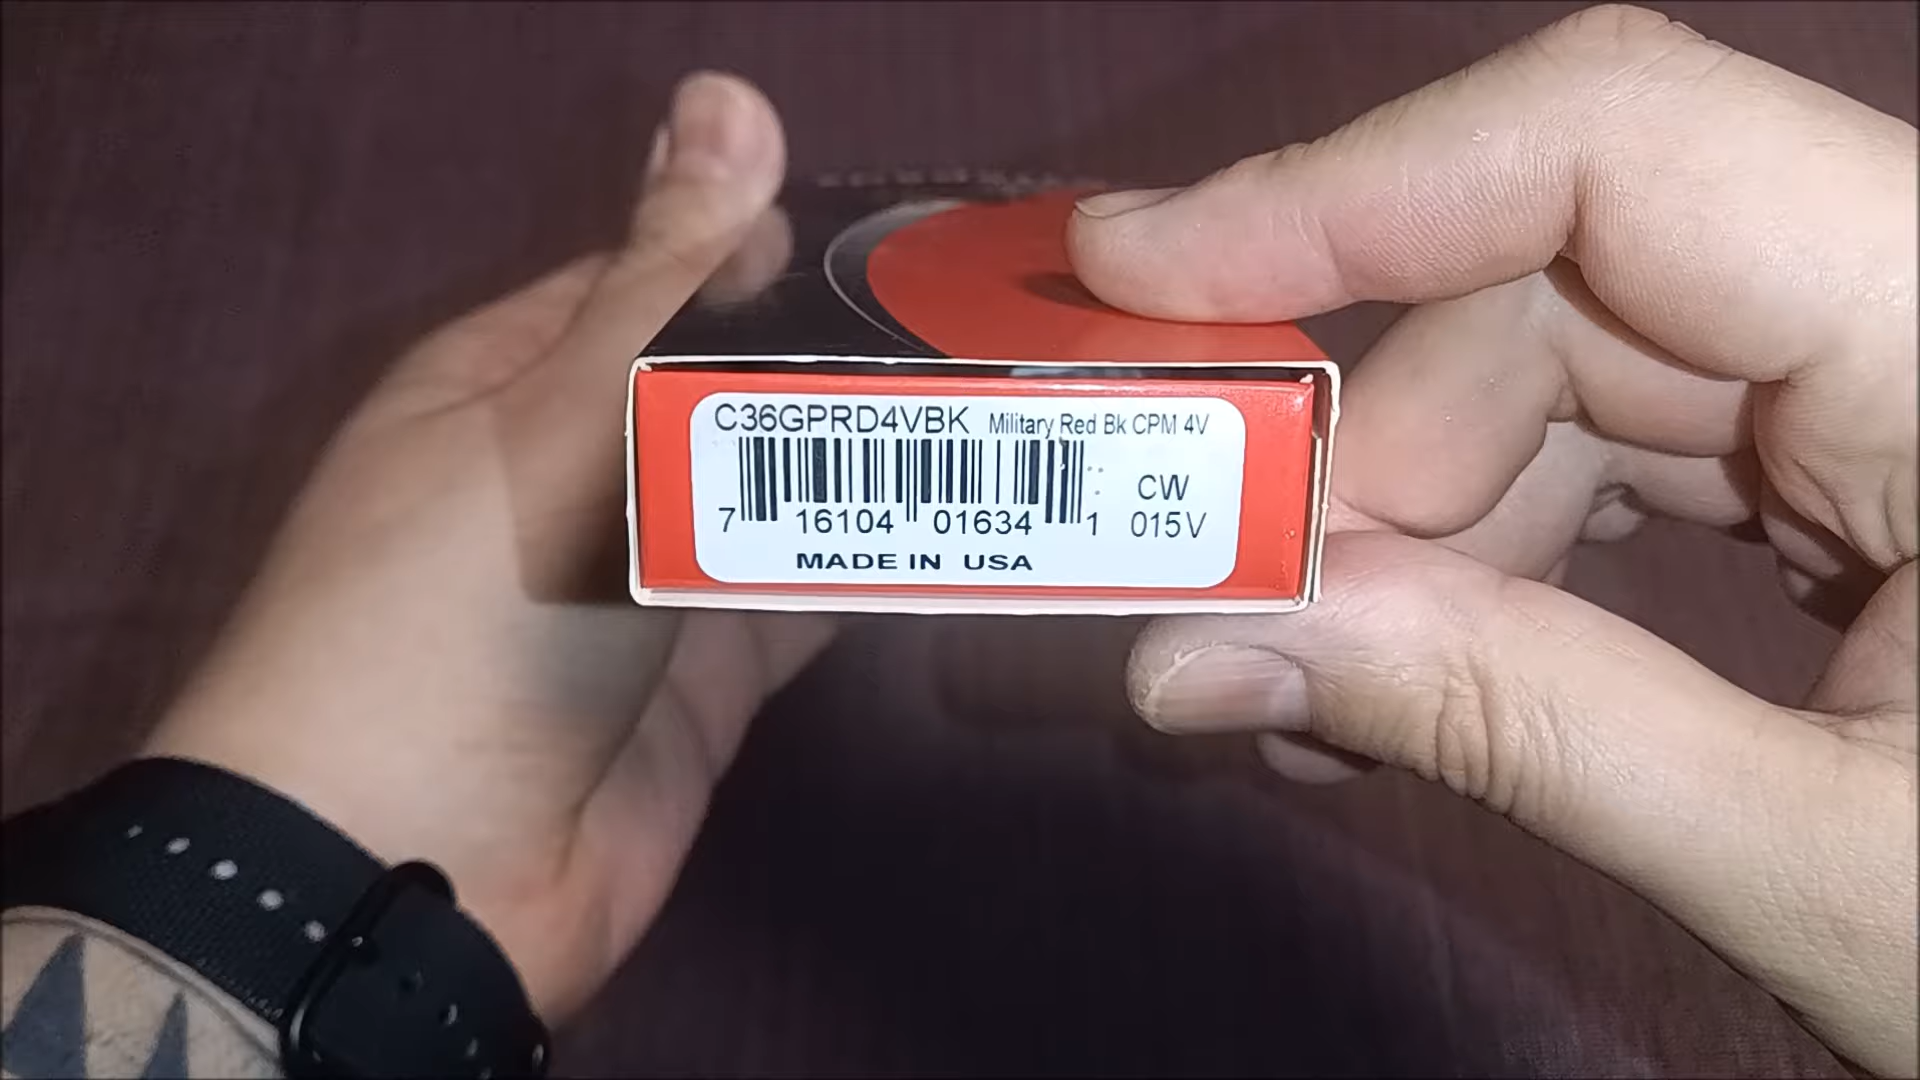 C36GPRD4VBK Military Red Bk CPM 4V
CW
7 16104 01634 1 015V
MADE IN USA